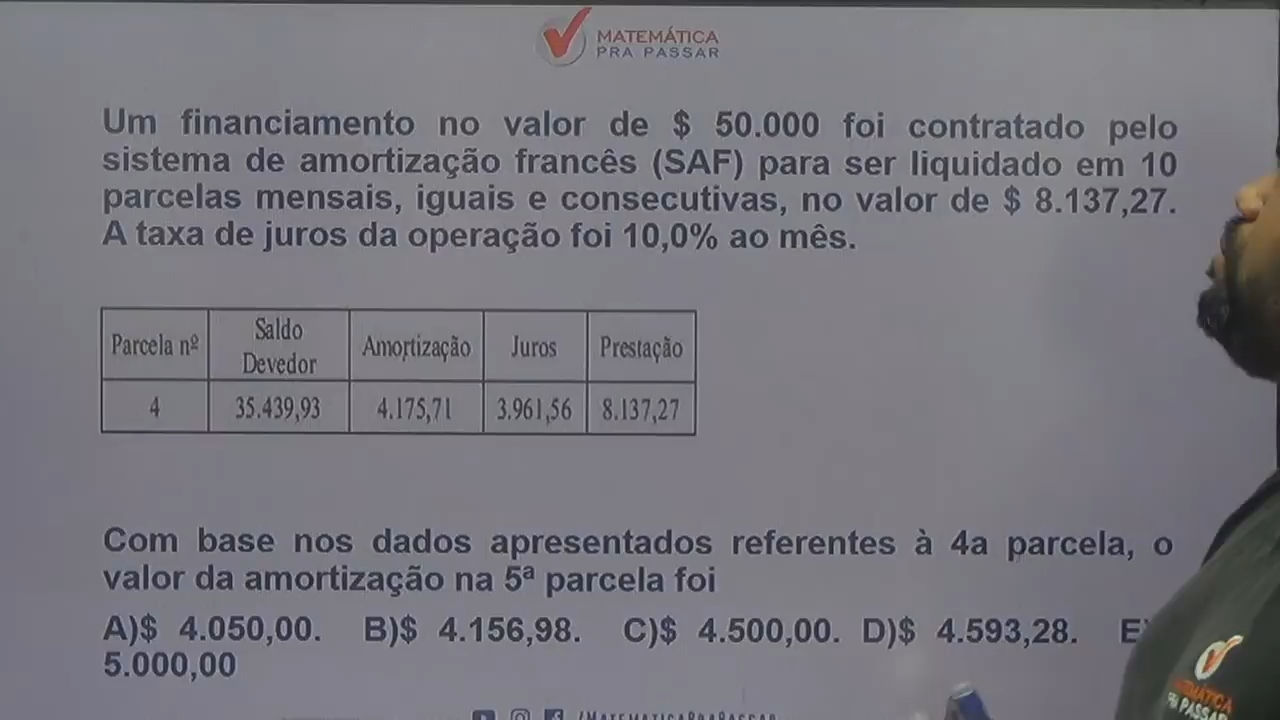 MATEMÁTICA
PRA PASSAR
Um financiamento no valor de $ 50.000 foi contratado pelo
sistema de amortização francês (SAF) para ser liquidado em 10
parcelas mensais, iguais e consecutivas, no valor de $ 8.137,27.
A taxa de juros da operação foi 10,0% ao mês.
Parcela nº Saldo Devedor Amortização Juros Prestação
4 35.439,93 4.175,71 3.961,56 8.137,27
Com base nos dados apresentados referentes à 4a parcela, o
valor da amortização na 5ª parcela foi
A)$ 4.050,00. B)$ 4.156,98. C)$ 4.500,00. D)$ 4.593,28. E)
5.000,00
/MATEMATICAPRAPASSAR
MATEMÁTICA
PRA PASSAR